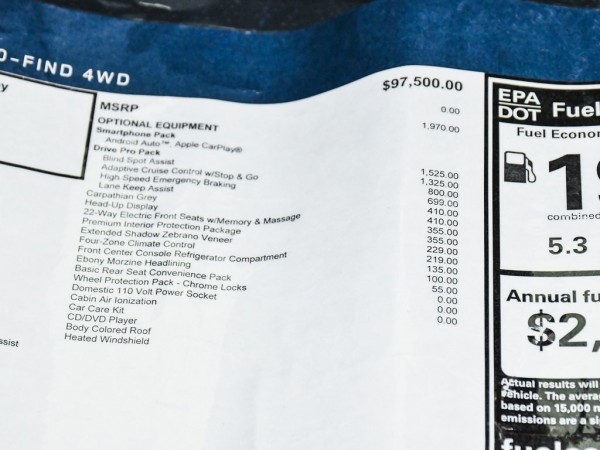 0-FIND 4WD
y
MSRP $97,500.00
OPTIONAL EQUIPMENT
Smartphone Pack 0.00
Android Auto™, Apple CarPlay®
Drive Pro Pack 1,970.00
Blind Spot Assist
Adaptive Cruise Control w/Stop & Go
High Speed Emergency Braking
Lane Keep Assist
Carpathian Grey 1,525.00
Head-Up Display 1,325.00
22-Way Electric Front Seats w/Memory & Massage 800.00
Premium Interior Protection Package 699.00
Extended Shadow Zebrano Veneer 410.00
Four-Zone Climate Control 410.00
Front Center Console Refrigerator Compartment 355.00
Ebony Morzine Headlining 355.00
Basic Rear Seat Convenience Pack 229.00
Wheel Protection Pack - Chrome Locks 219.00
Domestic 110 Volt Power Socket 135.00
Cabin Air Ionization 100.00
Car Care Kit 55.00
CD/DVD Player 0.00
Body Colored Roof 0.00
Heated Windshield 0.00
ssist
EPA
DOT Fuel
Fuel Econom
19
combined
5.3
Annual fu
$2,
Actual results will
vehicle. The avera
based on 15,000 m
emissions are a si